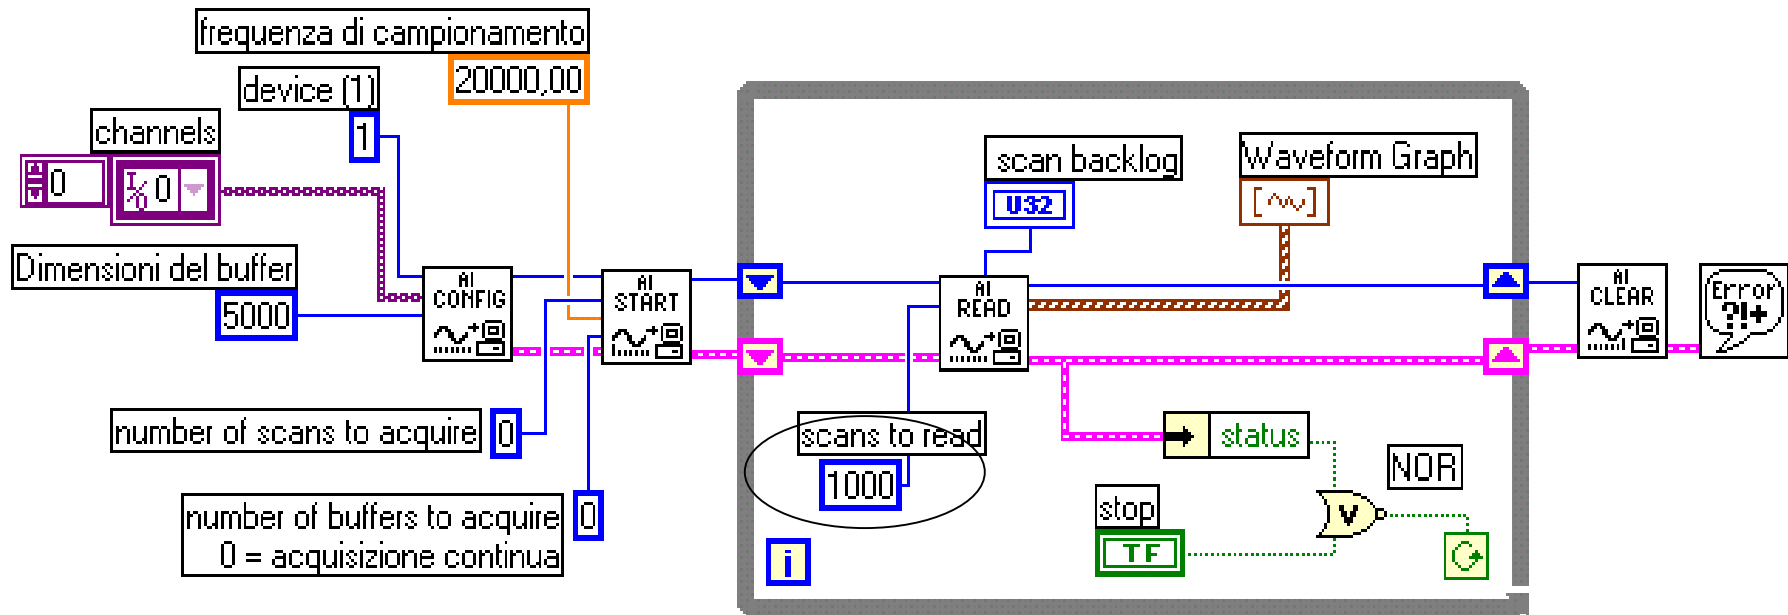 frequenza di campionamento
20000,00
device (1)
1
channels
0
I/O 0
Dimensioni del buffer
5000
AI
CONFIG
AI
START
number of scans to acquire
0
number of buffers to acquire
0 = acquisizione continua
0
scan backlog
U32
Waveform Graph
AI
READ
scans to read
1000
status
NOR
V
stop
TF
i
AI
CLEAR
Error
?!+